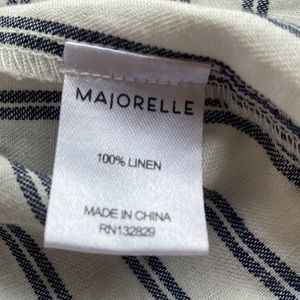 MAJORELLE
100% LINEN
MADE IN CHINA
RN132829